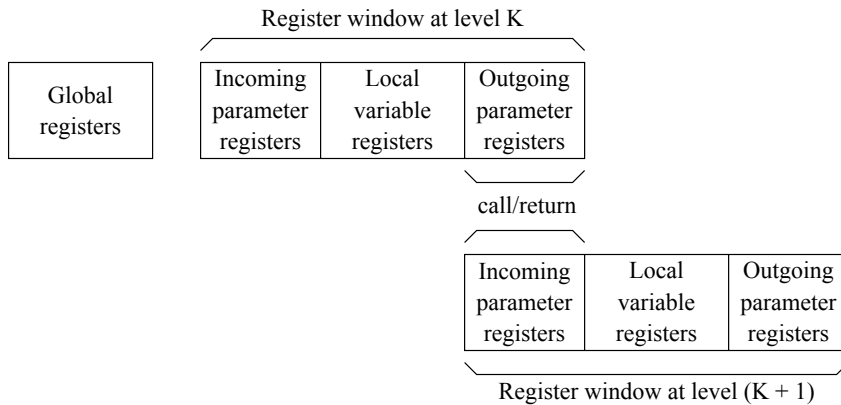 Register window at level K
Global
registers
Incoming
parameter
registers
Local
variable
registers
Outgoing
parameter
registers
call/return
Incoming
parameter
registers
Local
variable
registers
Outgoing
parameter
registers
Register window at level (K + 1)